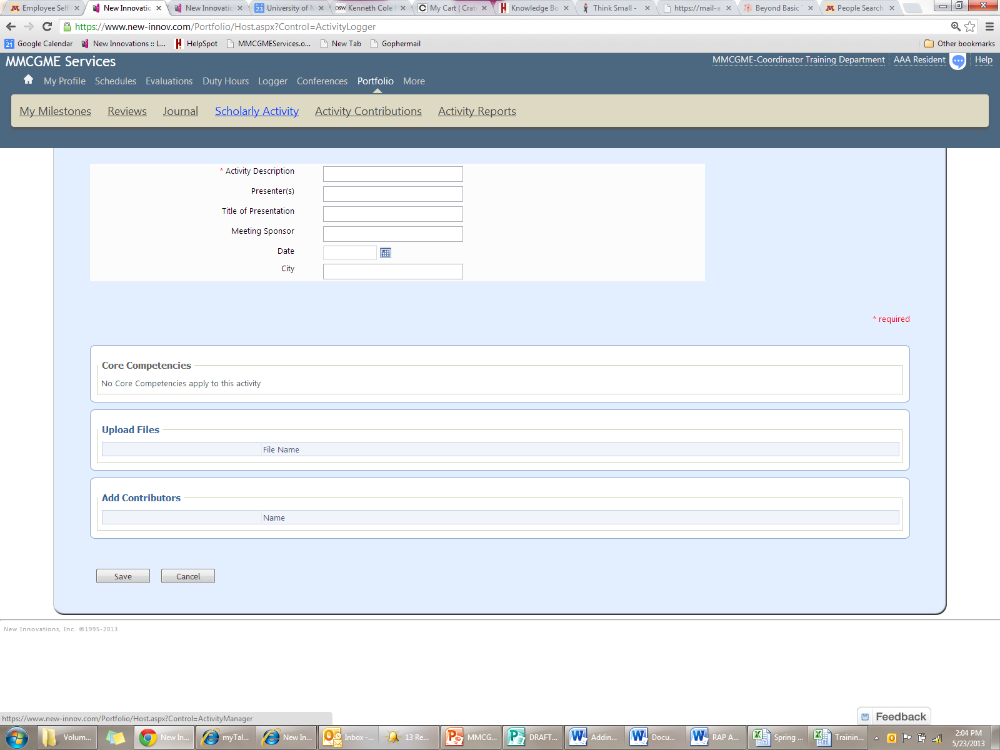 Employee Self
New Innovatio
New Innovatio
University of M
DSW Kenneth Cole
My Cart | Crat
Knowledge Bo
Think Small -
https://mail-a
Beyond Basic
People Search
https://www.new-innov.com/Portfolio/Host.aspx?Control=ActivityLogger
21 Google Calendar
New Innovations :: L...
HelpSpot
MMCGMEServices.o...
New Tab
Gophermail
Other bookmarks
MMCGME Services
MMCGME-Coordinator Training Department
AAA Resident
Help
My Profile Schedules Evaluations Duty Hours Logger Conferences Portfolio More
My Milestones Reviews Journal Scholarly Activity Activity Contributions Activity Reports
* Activity Description
Presenter(s)
Title of Presentation
Meeting Sponsor
Date
City
* required
Core Competencies
No Core Competencies apply to this activity
Upload Files
File Name
Add Contributors
Name
Save Cancel
New Innovations, Inc. ©1995-2013
https://www.new-innov.com/Portfolio/Host.aspx?Control=ActivityManager
Feedback
Volum...
New In...
myTal...
New In...
Inbox -...
13 Re...
MMCG...
DRAFT...
Addin...
Docu...
RAP A...
Spring ...
Trainin...
2:04 PM
5/23/2013